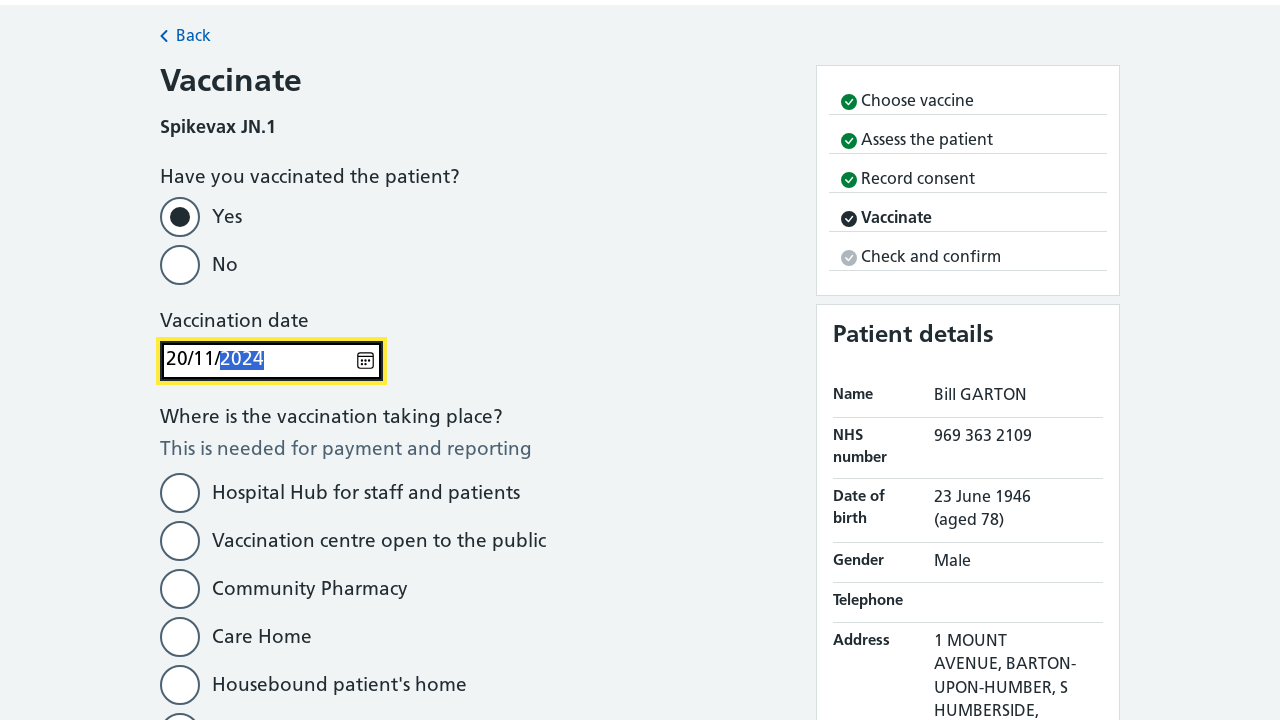 Back
Vaccinate
Spikevax JN.1
Have you vaccinated the patient?
Yes
No
Vaccination date
20/11/2024
Where is the vaccination taking place?
This is needed for payment and reporting
Hospital Hub for staff and patients
Vaccination centre open to the public
Community Pharmacy
Care Home
Housebound patient's home
Choose vaccine
Assess the patient
Record consent
Vaccinate
Check and confirm
Patient details
Name Bill GARTON
NHS number 969 363 2109
Date of birth 23 June 1946
(aged 78)
Gender Male
Telephone
Address 1 MOUNT
AVENUE, BARTON-
UPON-HUMBER, S
HUMBERSIDE,